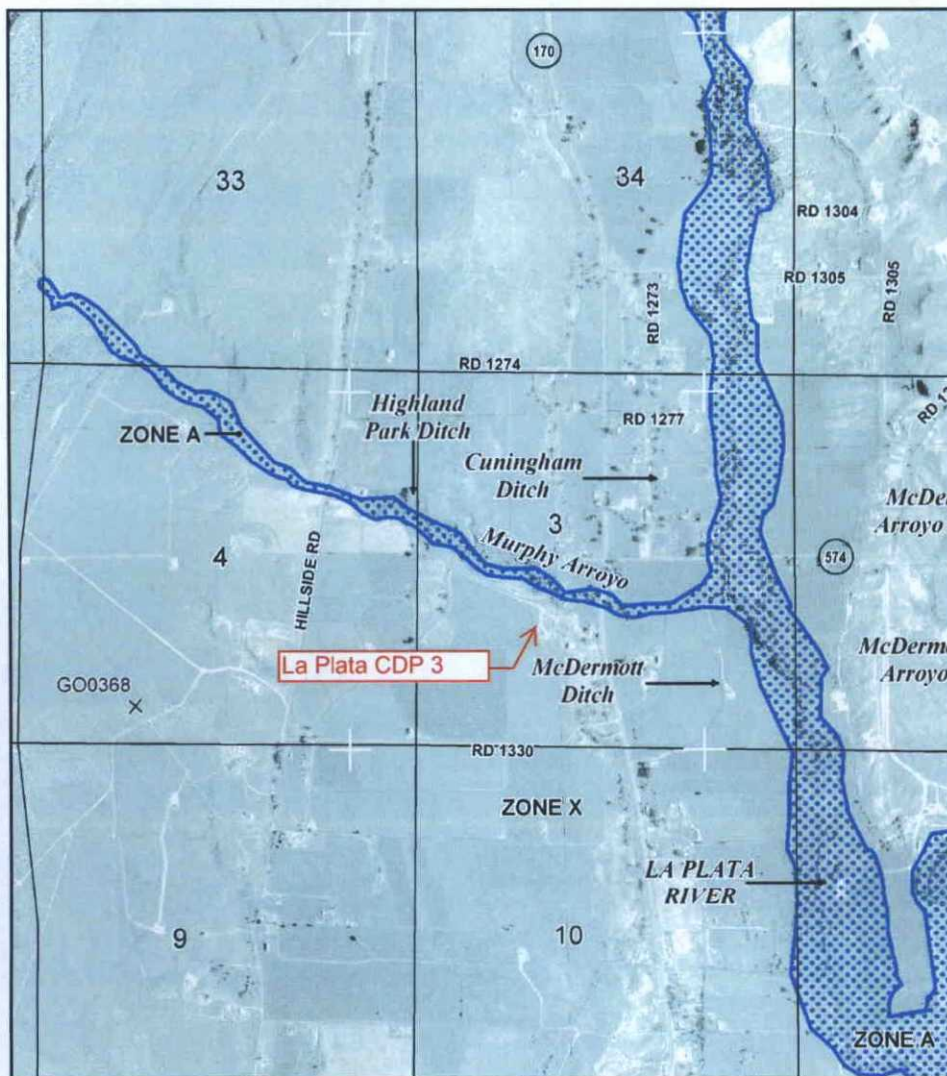 170
33
34
RD 1304
RD 1305
RD 1305
RD 1273
RD 1274
Highland
Park Ditch
RD 1277
ZONE A
Cuningham
Ditch
3
Murphy Arroyo
4
HILLSIDE RD
574
Arroyo
La Plata CDP 3
McDermott
Ditch
Arroyo
GO0368
RD 1330
ZONE X
LA PLATA
RIVER
9
10
ZONE A